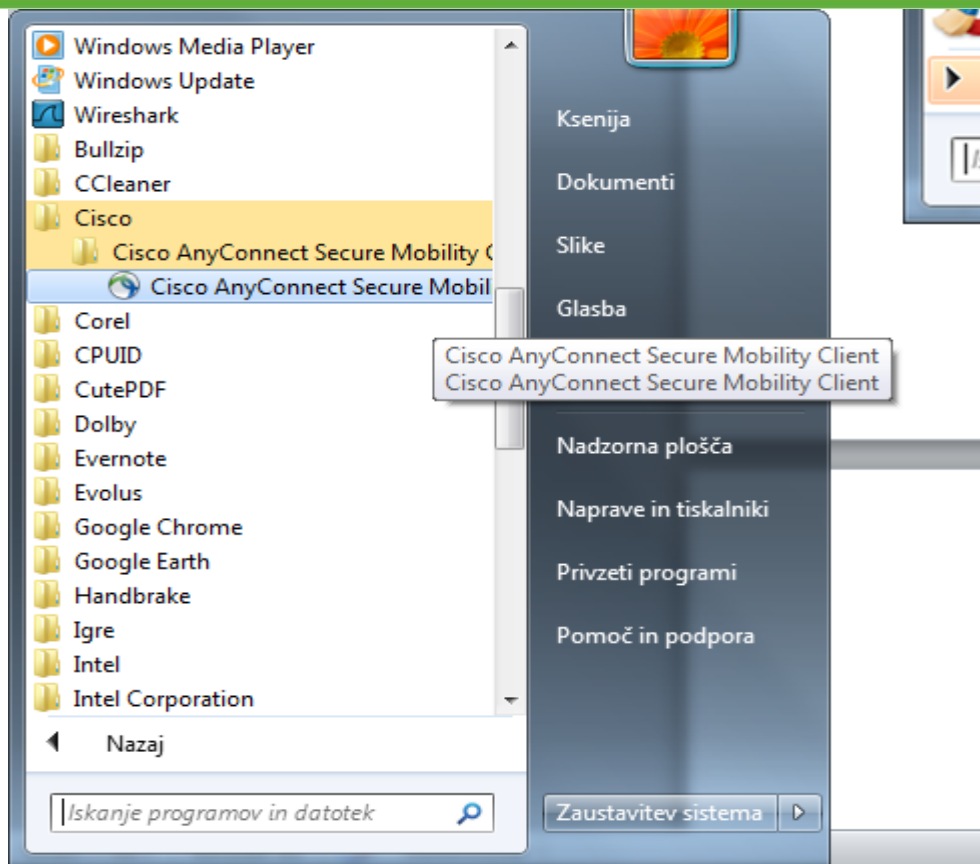 Windows Media Player
Windows Update
Wireshark
Bullzip
CCleaner
Cisco
Cisco AnyConnect Secure Mobility
Cisco AnyConnect Secure Mobil
Corel
CPUID
CutePDF
Dolby
Evernote
Evolus
Google Chrome
Google Earth
Handbrake
Igre
Intel
Intel Corporation
Nazaj
Iskanje programov in datotek
Ksenija
Dokumenti
Slike
Glasba
Cisco AnyConnect Secure Mobility Client
Cisco AnyConnect Secure Mobility Client
Nadzorna plošča
Naprave in tiskalniki
Privzeti programi
Pomoč in podpora
Zaustavitev sistema